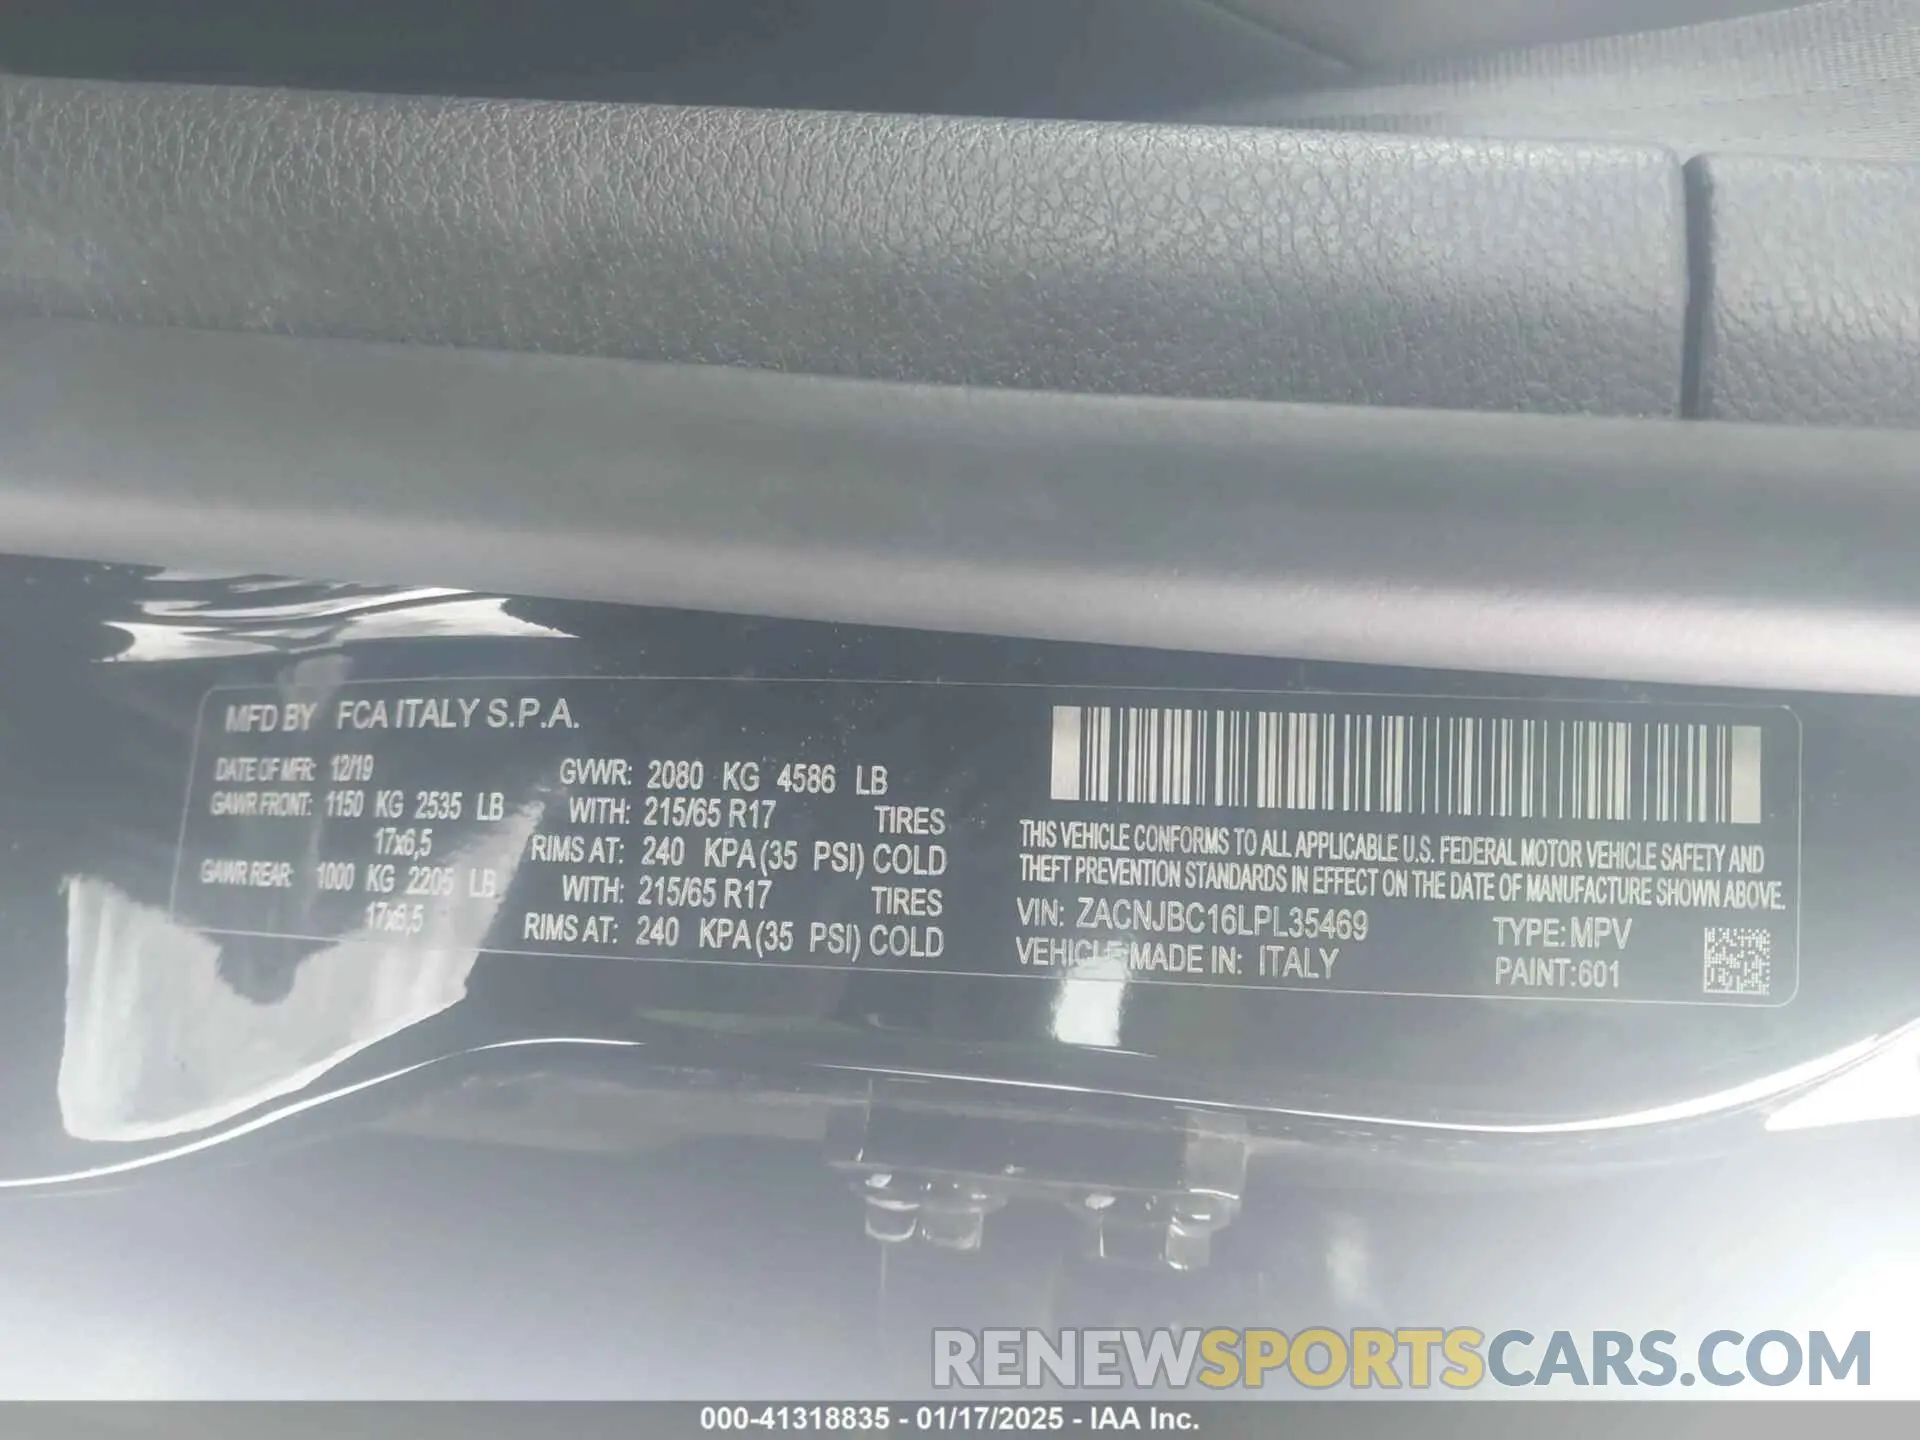 MFD BY FCA ITALY S.P.A.
DATE OF MFR: 12/19 GVWR: 2080 KG 4586 LB
GAWR FRONT: 1150 KG 2535 LB WITH: 215/65 R17 TIRES
17x6,5 RIMS AT: 240 KPA(35 PSI) COLD
GAWR REAR: 1000 KG 2205 LB WITH: 215/65 R17 TIRES
17x6,5 RIMS AT: 240 KPA(35 PSI) COLD
THIS VEHICLE CONFORMS TO ALL APPLICABLE U.S. FEDERAL MOTOR VEHICLE SAFETY AND
THEFT PREVENTION STANDARDS IN EFFECT ON THE DATE OF MANUFACTURE SHOWN ABOVE.
VIN: ZACNJBC16LPL35469 TYPE: MPV
VEHICLE MADE IN: ITALY PAINT:601
RENEWSPORTSCARS.COM
000-41318835 - 01/17/2025 - IAA Inc.